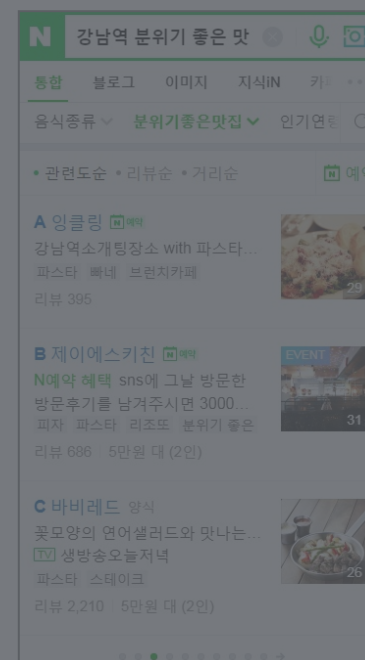 N 강남역 분위기 좋은 맛
통합 블로그 이미지 지식iN
음식종류 분위기좋은맛집 인기연령
• 관련도순 • 리뷰순 • 거리순 N 예약
A 잉클링 N예약
강남역소개팅장소 with 파스타...
파스타 빠네 브런치카페
리뷰 395
29
B 제이에스키친 N예약
EVENT
N예약 혜택 sns에 그날 방문한
방문후기를 남겨주시면 3000...
피자 파스타 리조또 분위기 좋은
31
리뷰 686 5만원 대 (2인)
C 바비레드 양식
꽃모양의 연어샐러드와 맛나는...
TV 생방송오늘저녁
파스타 스테이크
26
리뷰 2,210 5만원 대 (2인)